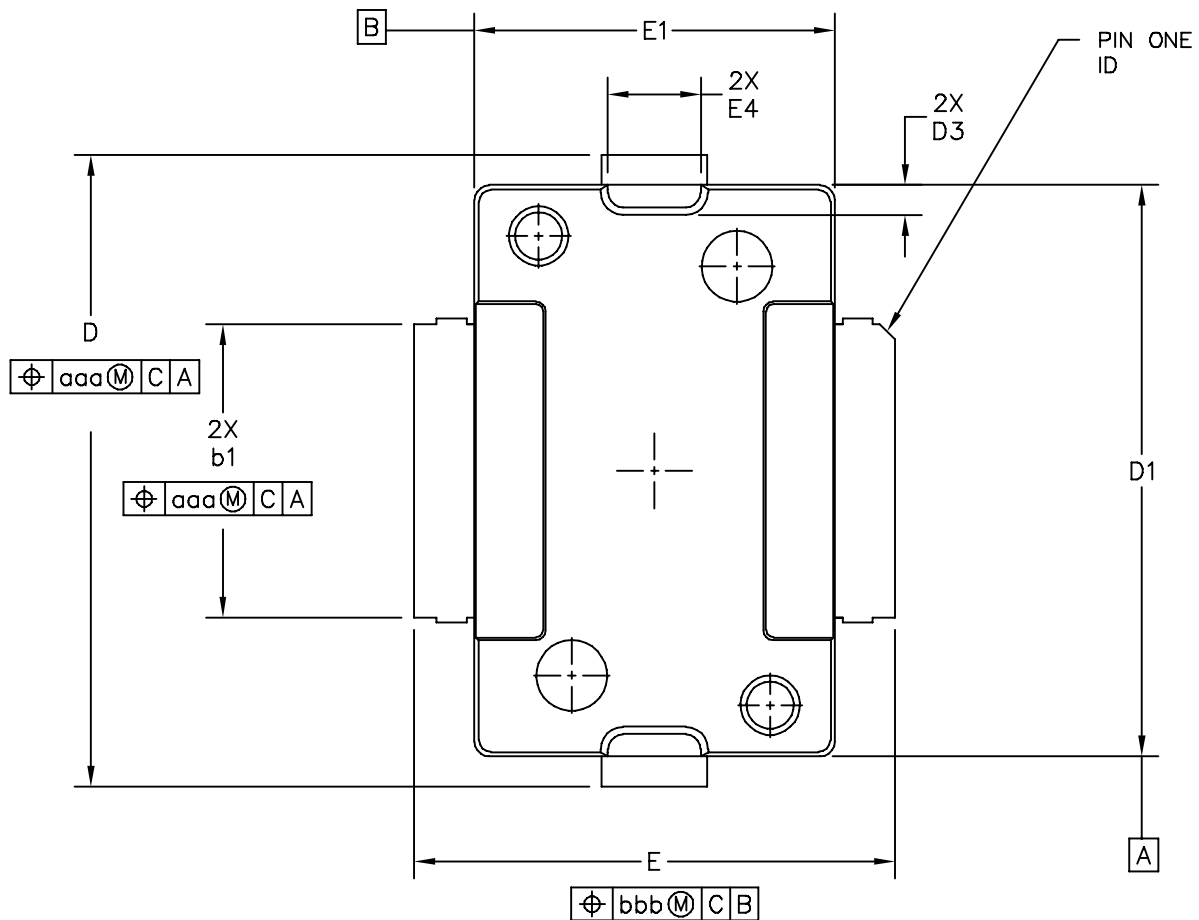 B
E1
PIN ONE
ID
2X
E4
2X
D3
D
⌖ aaa Ⓜ C A
2X
b1
⌖ aaa Ⓜ C A
D1
E
A
⌖ bbb Ⓜ C B